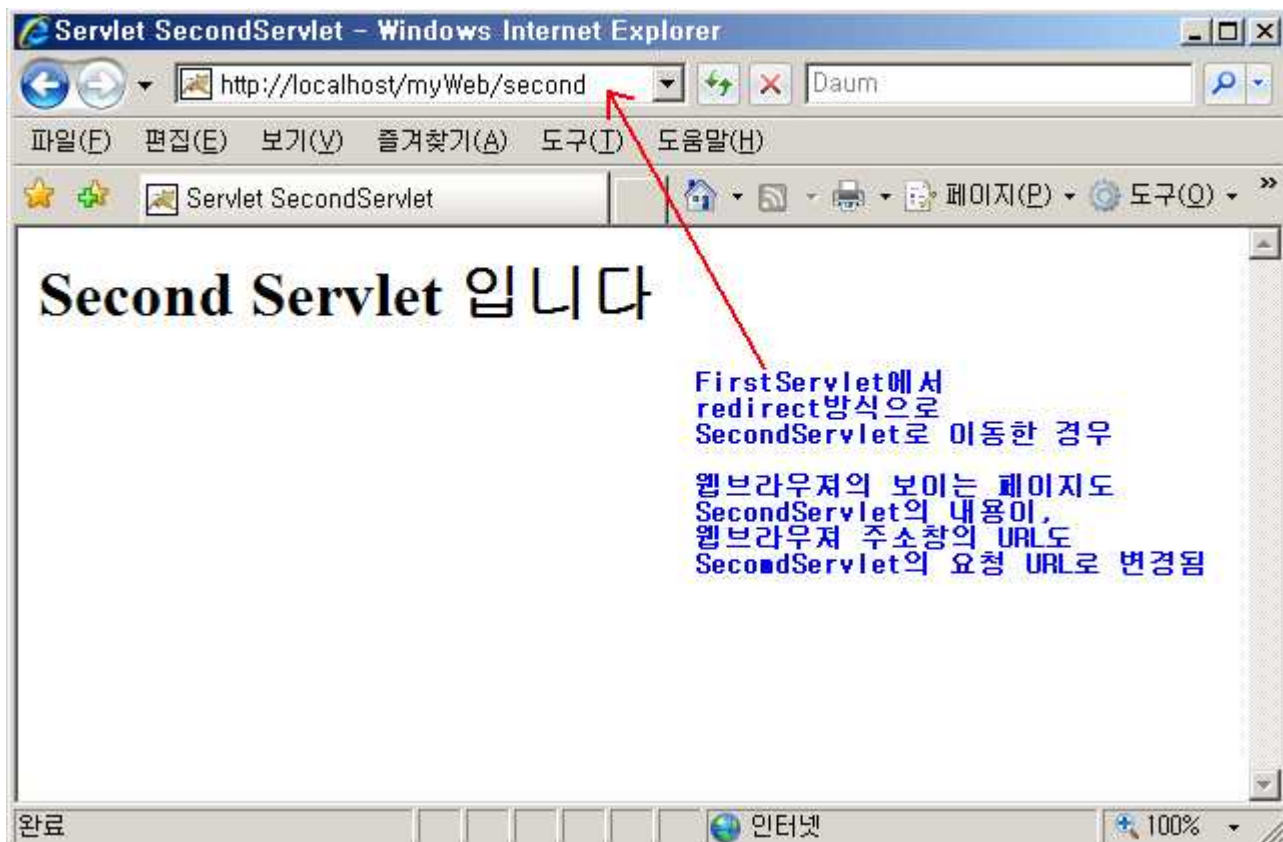 Servlet SecondServlet - Windows Internet Explorer
http://localhost/myWeb/second
Daum
파일(F) 편집(E) 보기(V) 즐겨찾기(A) 도구(T) 도움말(H)
Servlet SecondServlet
페이지(P) 도구(O) »
Second Servlet 입니다
FirstServlet에서
redirect방식으로
SecondServlet로 이동한 경우
웹브라우져의 보이는 페이지도
SecondServlet의 내용이,
웹브라우져 주소창의 URL도
SecomdServlet의 요청 URL로 변경됨
완료
인터넷
100%